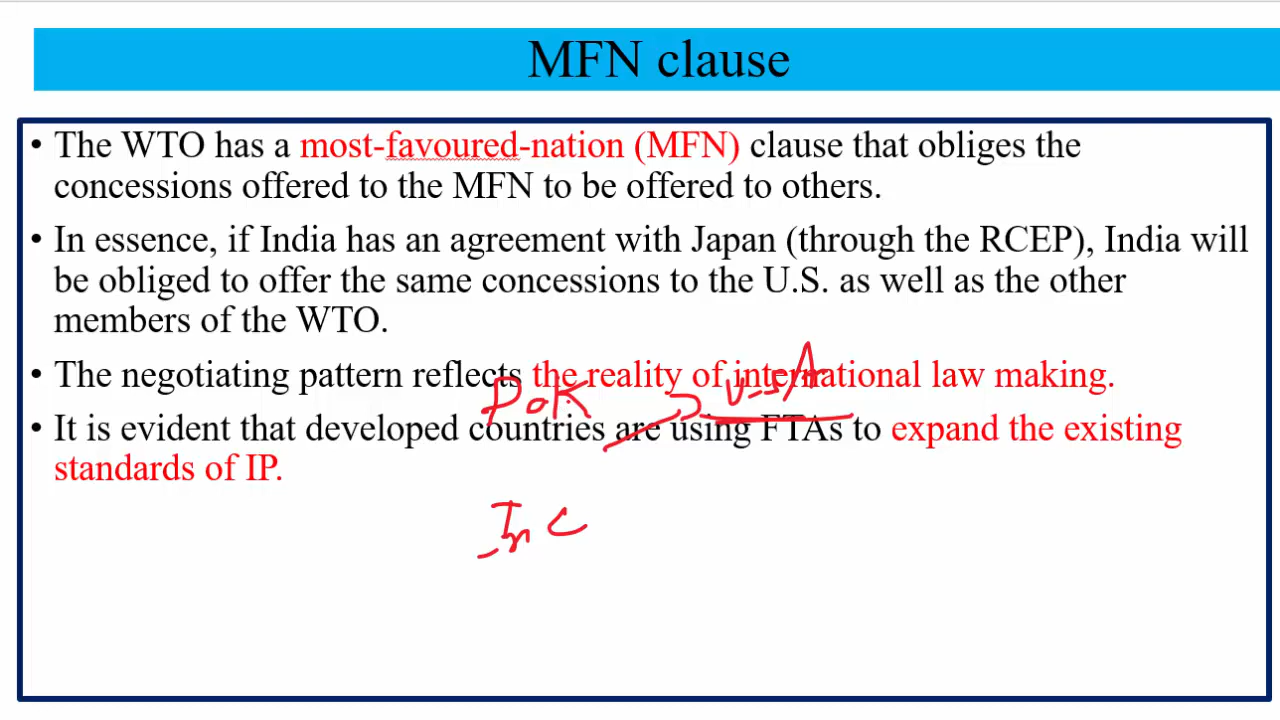 MFN clause
• The WTO has a most-favoured-nation (MFN) clause that obliges the
concessions offered to the MFN to be offered to others.
• In essence, if India has an agreement with Japan (through the RCEP), India will
be obliged to offer the same concessions to the U.S. as well as the other
members of the WTO.
• The negotiating pattern reflects the reality of international law making.
• It is evident that developed countries are using FTAs to expand the existing
standards of IP.
PoK
U.S.A